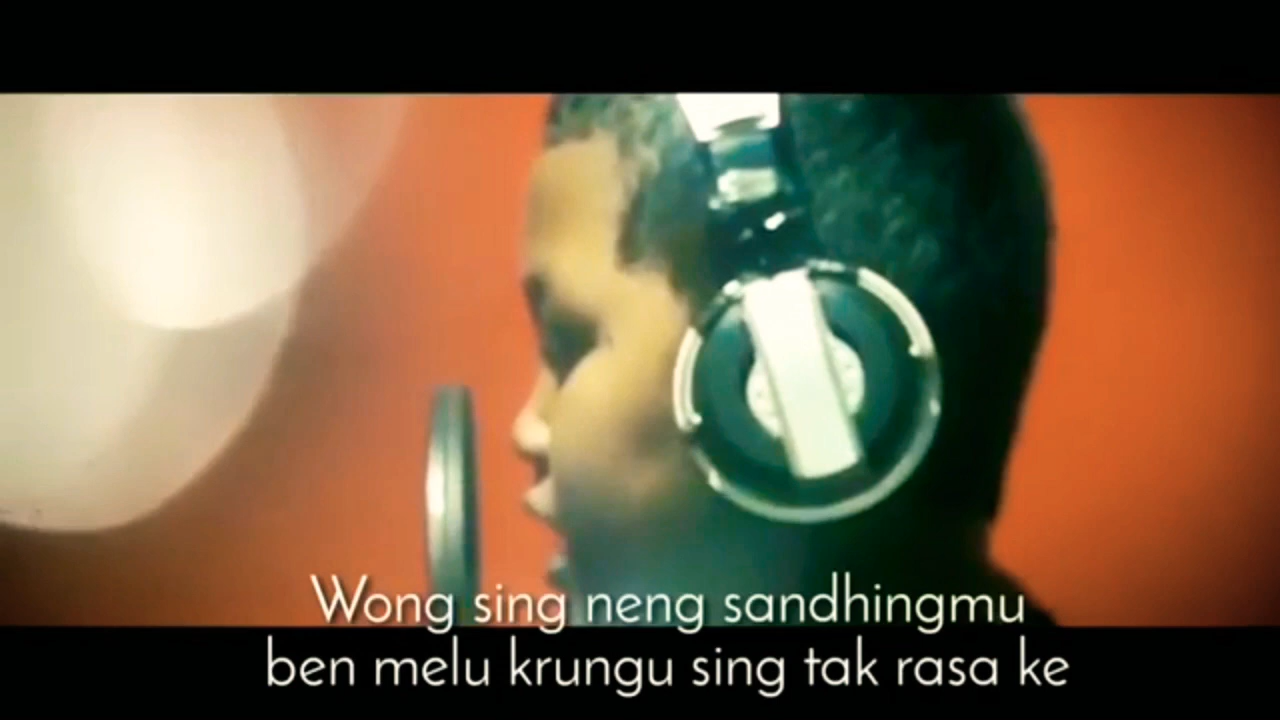 Wong sing neng sandhingmu
ben melu krungu sing tak rasa ke